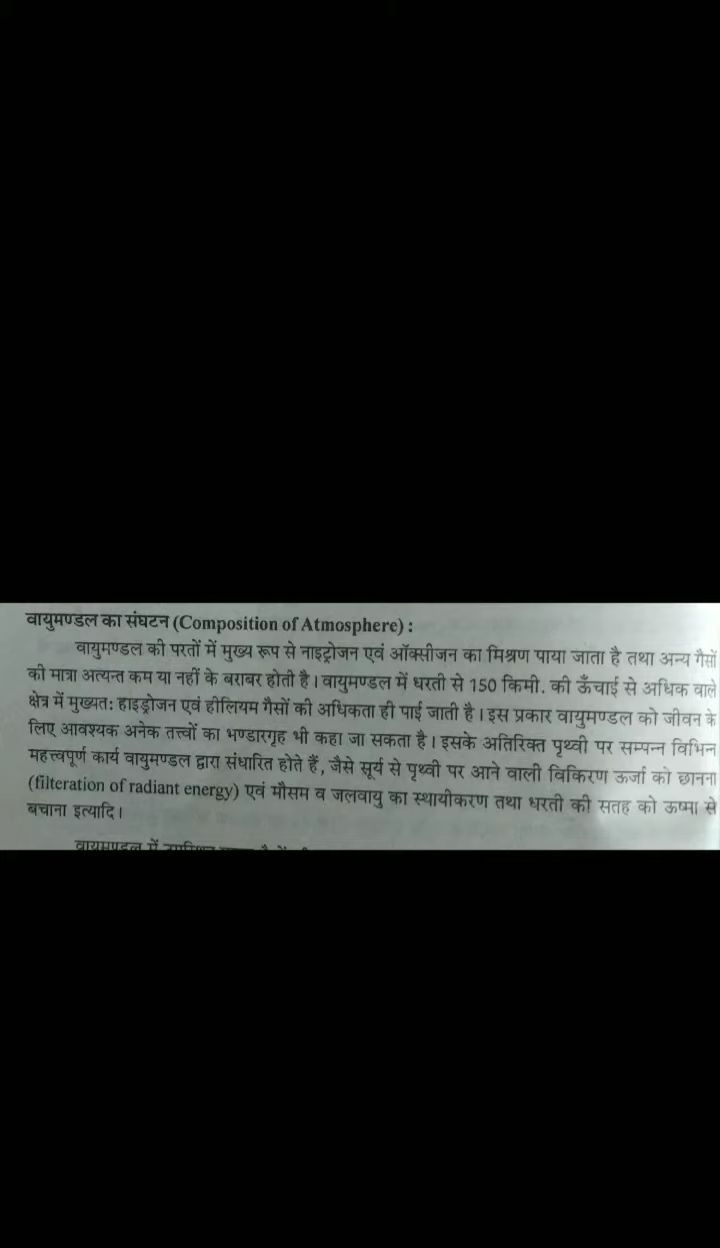 वायुमण्डल का संघटन (Composition of Atmosphere) :
वायुमण्डल की परतों में मुख्य रूप से नाइट्रोजन एवं ऑक्सीजन का मिश्रण पाया जाता है तथा अन्य गैसों
की मात्रा अत्यन्त कम या नहीं के बराबर होती है। वायुमण्डल में धरती से 150 किमी. की ऊँचाई से अधिक वाले
क्षेत्र में मुख्यत: हाइड्रोजन एवं हीलियम गैसों की अधिकता ही पाई जाती है। इस प्रकार वायुमण्डल को जीवन के
लिए आवश्यक अनेक तत्त्वों का भण्डारगृह भी कहा जा सकता है। इसके अतिरिक्त पृथ्वी पर सम्पन्न विभिन्न
महत्त्वपूर्ण कार्य वायुमण्डल द्वारा संधारित होते हैं, जैसे सूर्य से पृथ्वी पर आने वाली विकिरण ऊर्जा को छानना
(filteration of radiant energy) एवं मौसम व जलवायु का स्थायीकरण तथा धरती की सतह को ऊष्मा से
बचाना इत्यादि।
वायुमण्डल में